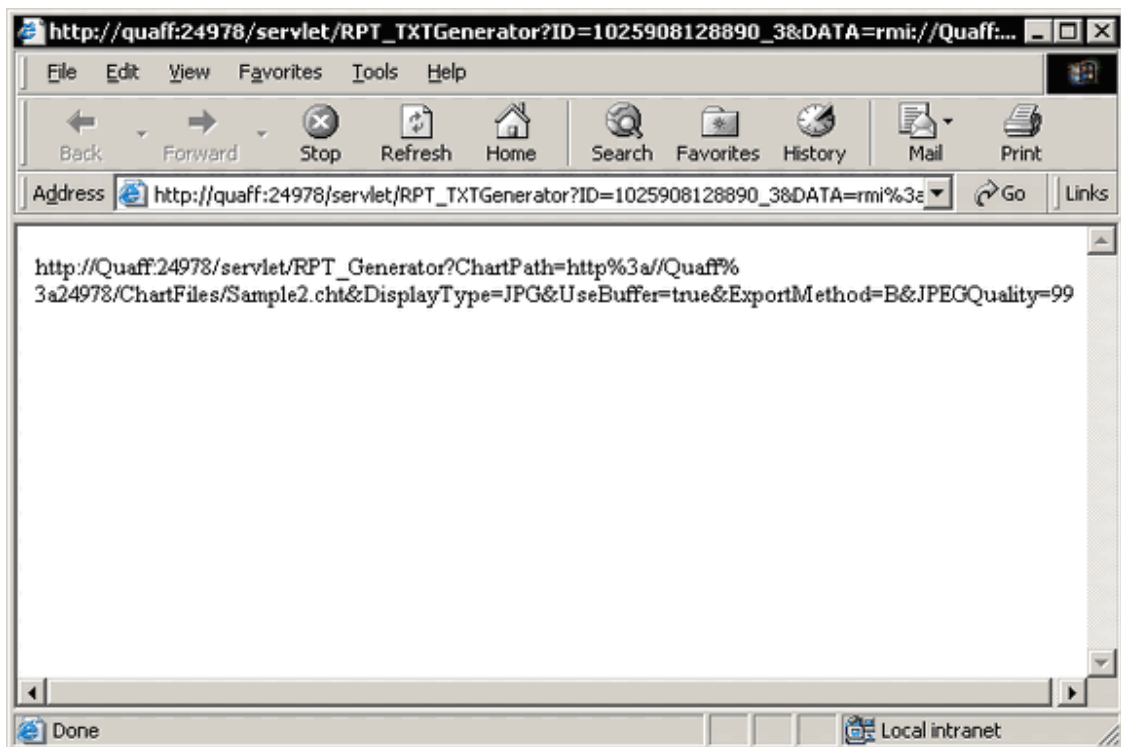 http://quaff:24978/servlet/RPT_TXTGenerator?ID=1025908128890_3&DATA=rmi://Quaff:...
File Edit View Favorites Tools Help
Back Forward Stop Refresh Home Search Favorites History Mail Print
Address http://quaff:24978/servlet/RPT_TXTGenerator?ID=1025908128890_3&DATA=rmi%3a Go Links
http://Quaff:24978/servlet/RPT_Generator?ChartPath=http%3a//Quaff%
3a24978/ChartFiles/Sample2.cht&DisplayType=JPG&UseBuffer=true&ExportMethod=B&JPEGQuality=99
Done Local intranet